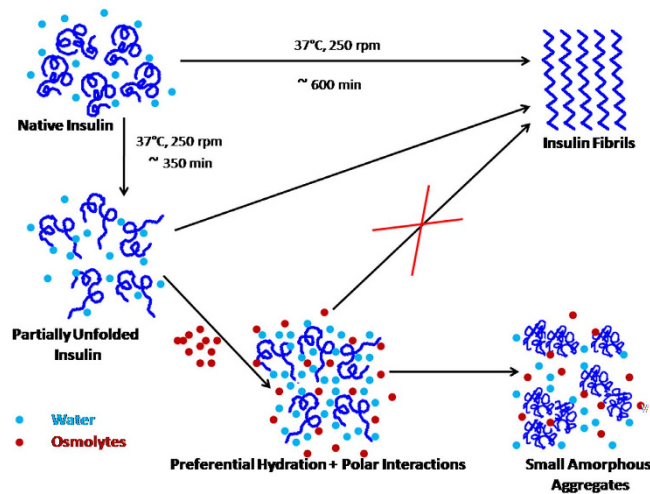 37°C, 250 rpm
~ 600 min
Native Insulin
Insulin Fibrils
37°C, 250 rpm
~ 350 min
Partially Unfolded
Insulin
Water
Osmolytes
Preferential Hydration + Polar Interactions
Small Amorphous
Aggregates